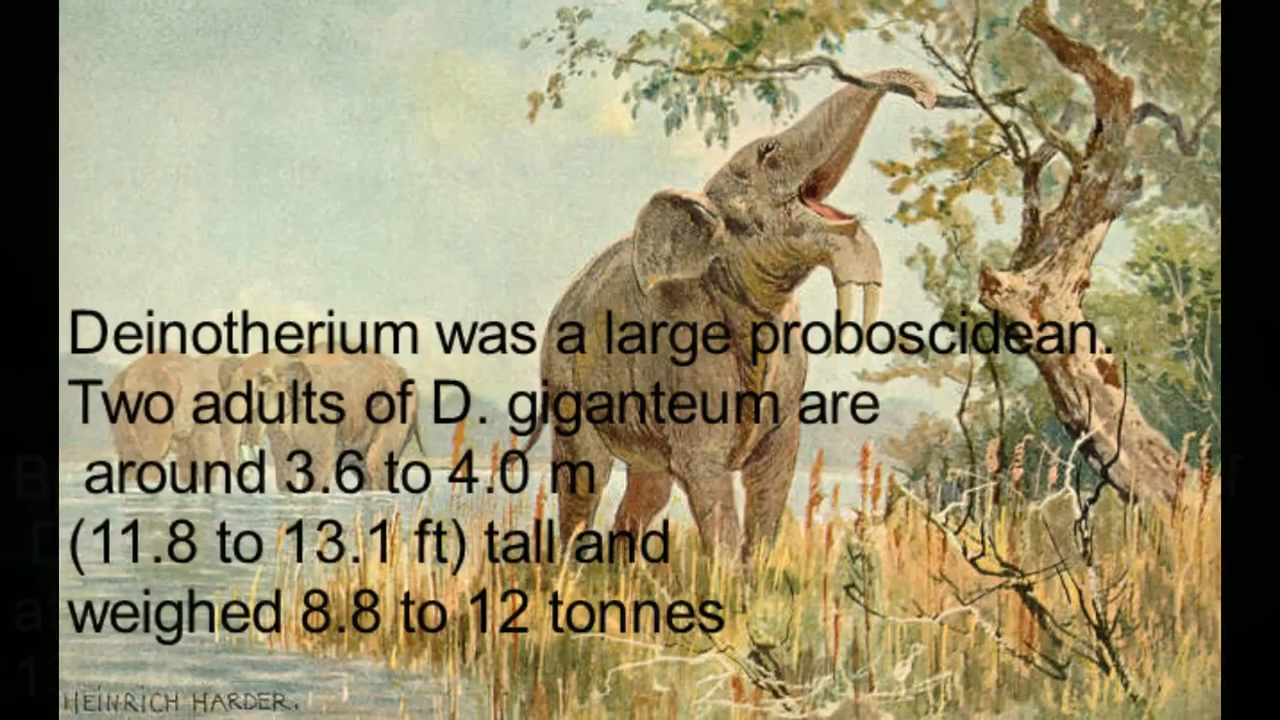 Deinotherium was a large proboscidean.
Two adults of D. giganteum are
around 3.6 to 4.0 m
(11.8 to 13.1 ft) tall and
weighed 8.8 to 12 tonnes
HEINRICH HARDER.